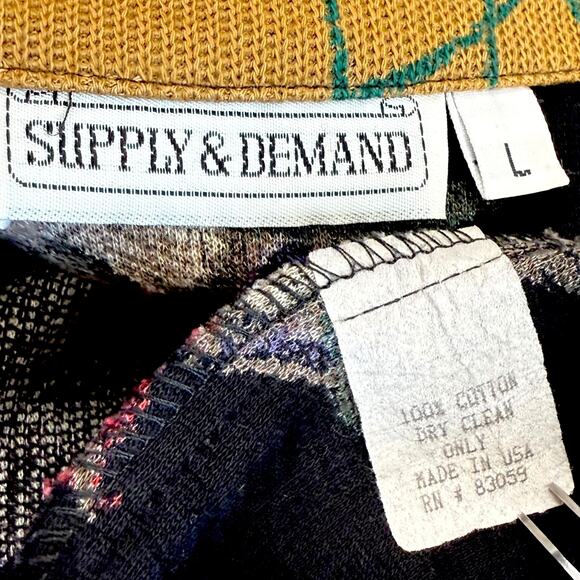 SUPPLY & DEMAND
L
100% COTTON
DRY CLEAN
ONLY
MADE IN USA
RN # 83059